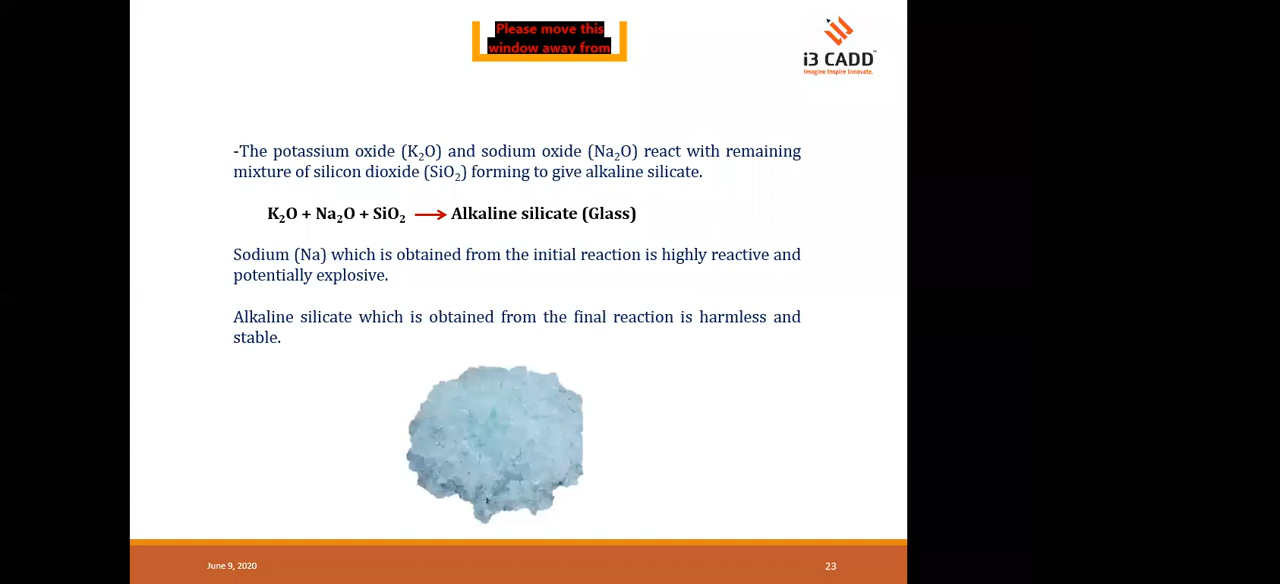 Please move this
window away from
i3 CADD™
Imagine Inspire Innovate.
-The potassium oxide (K₂O) and sodium oxide (Na₂O) react with remaining
mixture of silicon dioxide (SiO₂) forming to give alkaline silicate.
K₂O + Na₂O + SiO₂ ⟶ Alkaline silicate (Glass)
Sodium (Na) which is obtained from the initial reaction is highly reactive and
potentially explosive.
Alkaline silicate which is obtained from the final reaction is harmless and
stable.
June 9, 2020
23